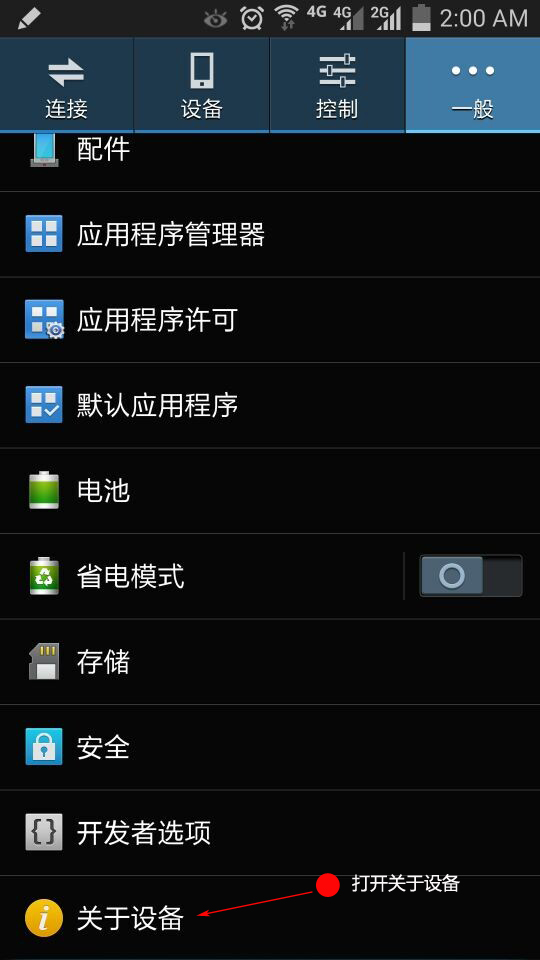 4G 4G 2G 2:00 AM
连接 设备 控制 一般
配件
应用程序管理器
应用程序许可
默认应用程序
电池
省电模式
存储
安全
开发者选项
打开关于设备
关于设备